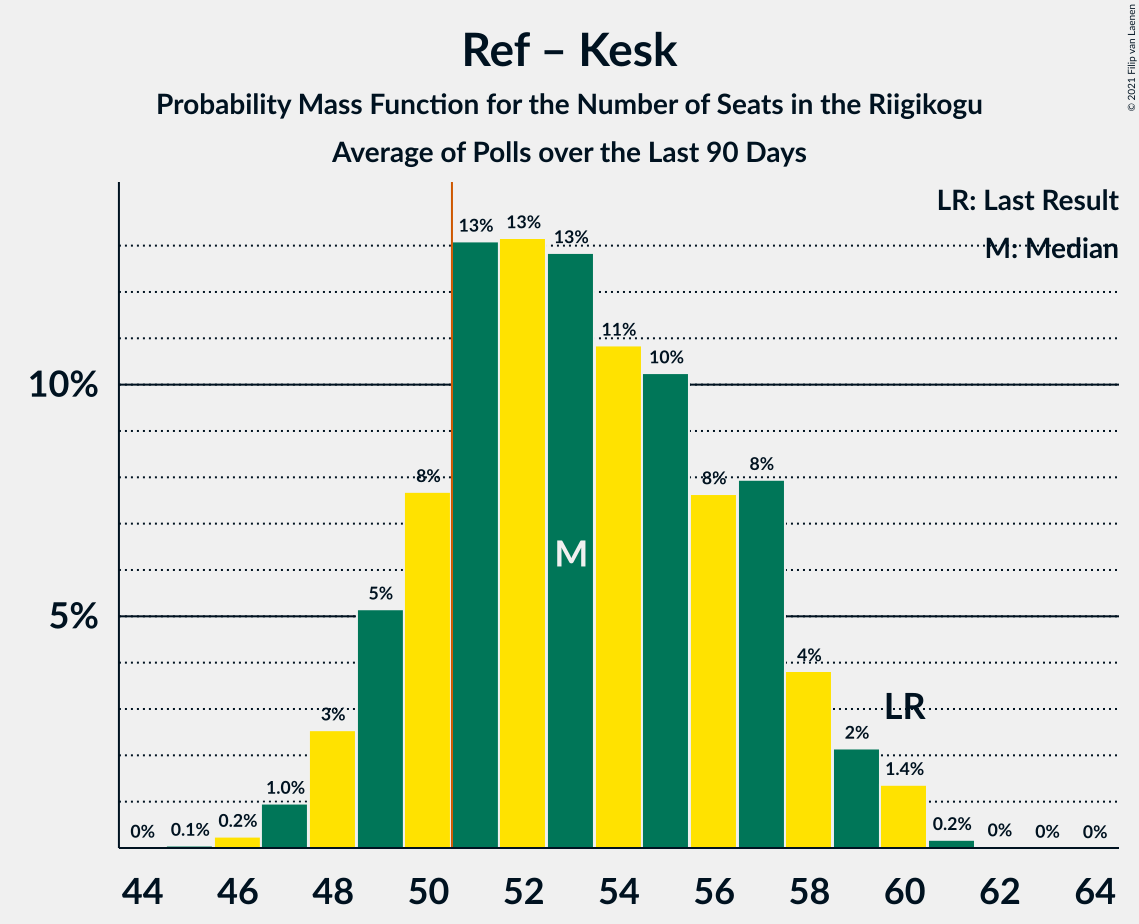 Ref – Kesk
Probability Mass Function for the Number of Seats in the Riigikogu
Average of Polls over the Last 90 Days
© 2021 Filip van Laenen
LR: Last Result
M: Median
10%
5%
0%
0.1%
0.2%
1.0%
3%
5%
8%
13%
13%
13%
11%
10%
8%
8%
4%
2%
1.4%
0.2%
0%
0%
0%
M
LR
44 46 48 50 52 54 56 58 60 62 64